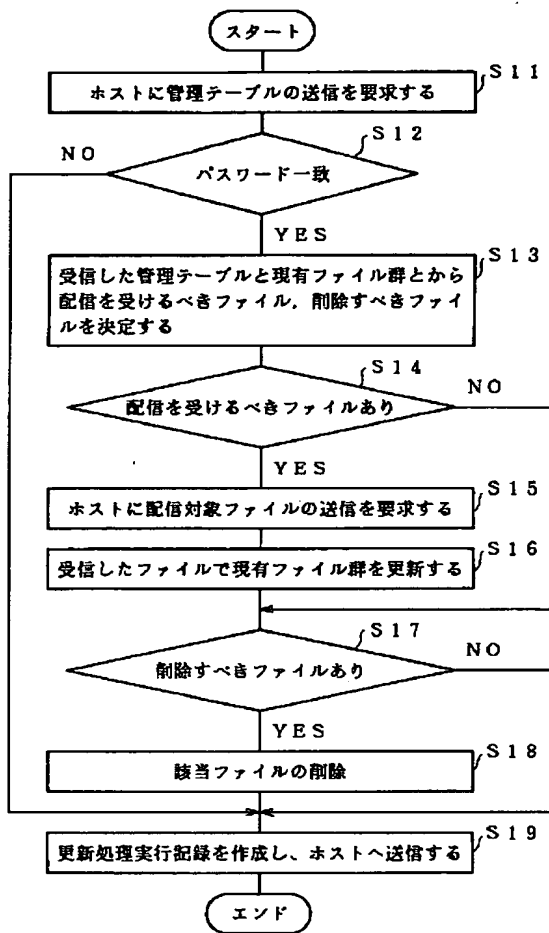 スタート
S11
ホストに管理テーブルの送信を要求する
S12
NO
パスワード一致
YES
S13
受信した管理テーブルと現有ファイル群とから
配信を受けるべきファイル,削除すべきファイ
ルを決定する
S14
NO
配信を受けるべきファイルあり
YES
S15
ホストに配信対象ファイルの送信を要求する
S16
受信したファイルで現有ファイル群を更新する
S17
NO
削除すべきファイルあり
YES
S18
該当ファイルの削除
S19
更新処理実行記録を作成し、ホストへ送信する
エンド